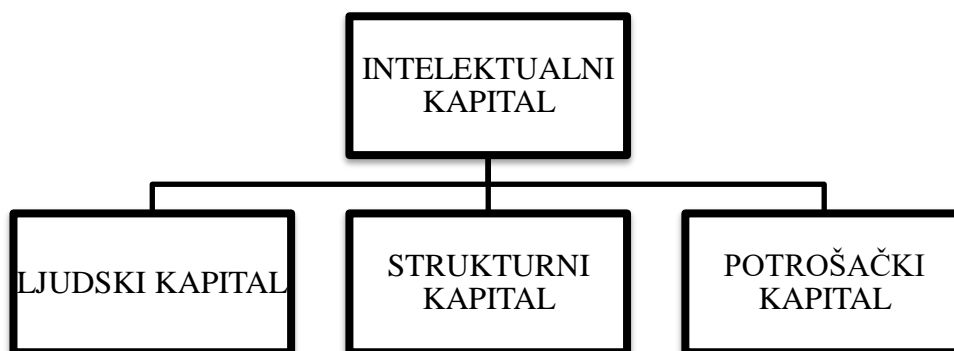 INTELEKTUALNI
KAPITAL
LJUDSKI KAPITAL
STRUKTURNI
KAPITAL
POTROŠAČKI
KAPITAL